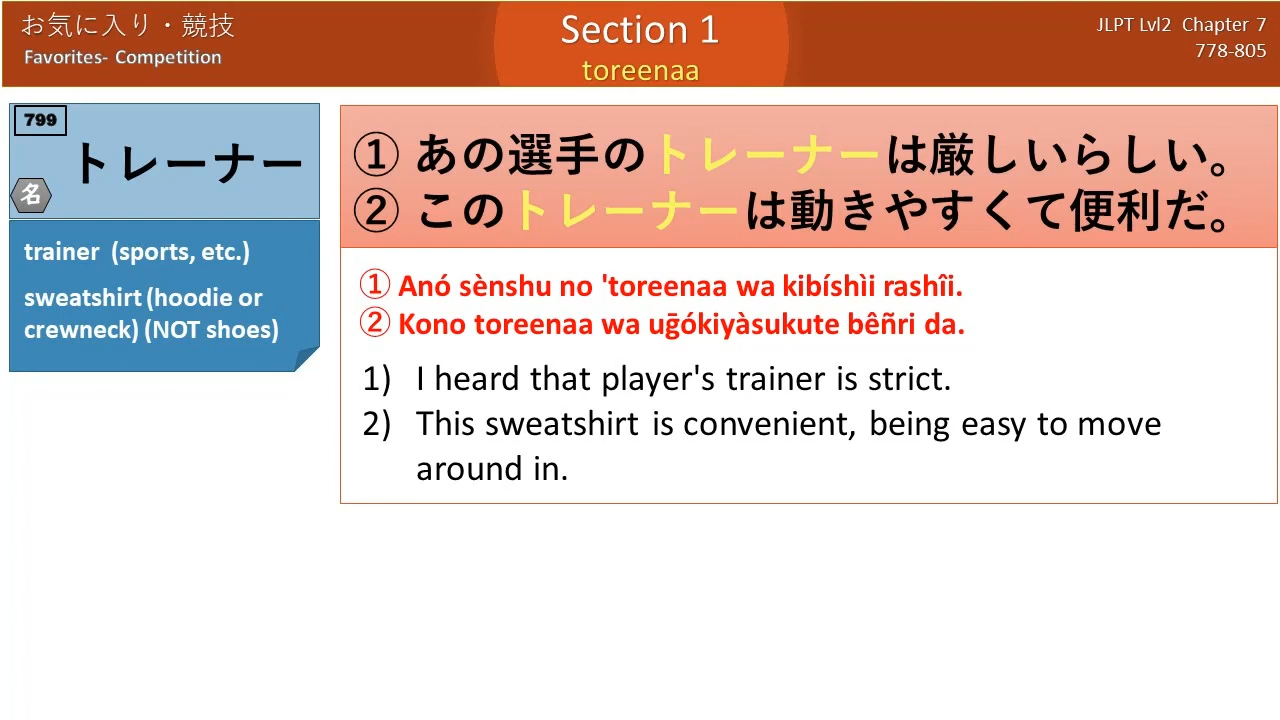 お気に入り・競技
Favorites- Competition
Section 1
toreenaa
JLPT Lvl2 Chapter 7
778-805
799
トレーナー
名
trainer (sports, etc.)
sweatshirt (hoodie or
crewneck) (NOT shoes)
① あの選手のトレーナーは厳しいらしい。
② このトレーナーは動きやすくて便利だ。
① Anó sènshu no 'toreenaa wa kibíshìi rashîi.
② Kono toreenaa wa uḡókiyàsukute bêñri da.
1) I heard that player's trainer is strict.
2) This sweatshirt is convenient, being easy to move
around in.